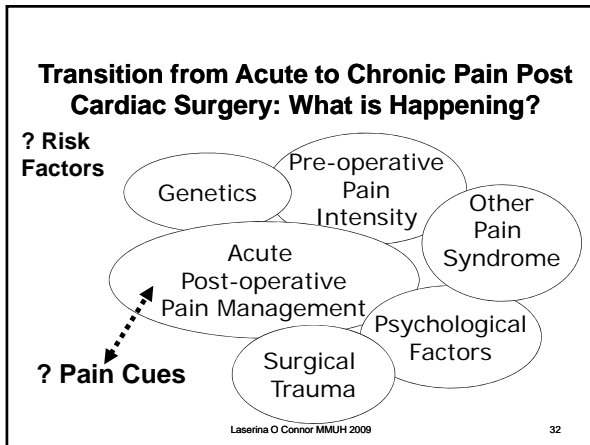 Transition from Acute to Chronic Pain Post
Cardiac Surgery: What is Happening?
? Risk
Factors
Genetics
Pre-operative
Pain
Intensity
Other
Pain
Syndrome
Acute
Post-operative
Pain Management
Psychological
Factors
Surgical
Trauma
? Pain Cues
Laserina O Connor MMUH 2009
32